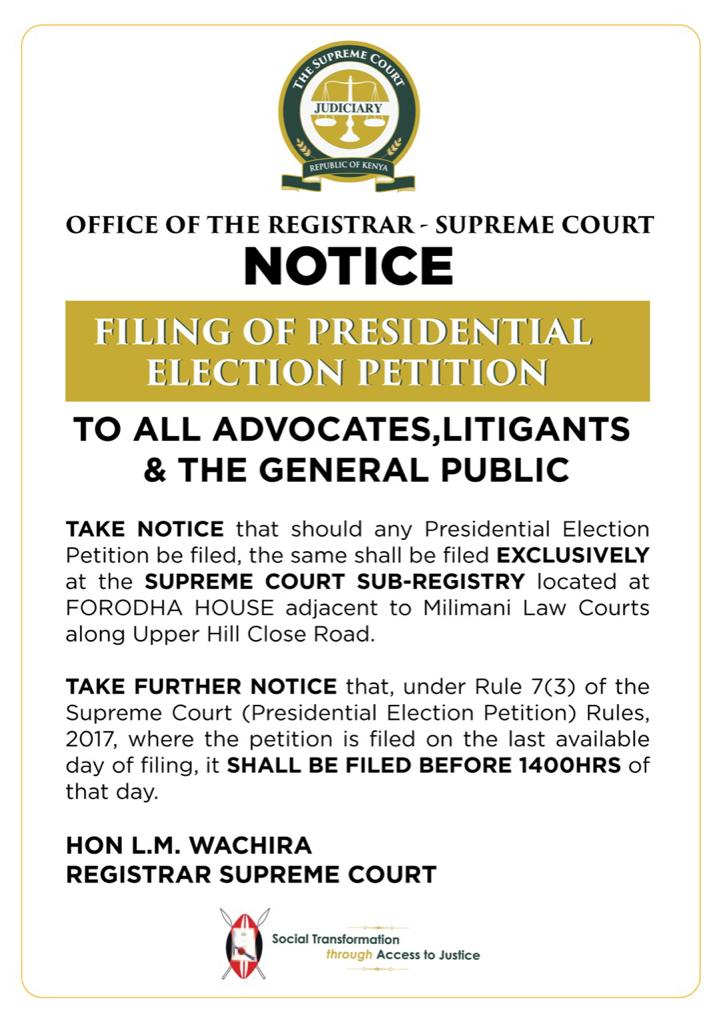 THE SUPREME COURT
JUDICIARY
REPUBLIC OF KENYA
OFFICE OF THE REGISTRAR - SUPREME COURT
NOTICE
FILING OF PRESIDENTIAL
ELECTION PETITION
TO ALL ADVOCATES,LITIGANTS
& THE GENERAL PUBLIC
TAKE NOTICE that should any Presidential Election
Petition be filed, the same shall be filed EXCLUSIVELY
at the SUPREME COURT SUB-REGISTRY located at
FORODHA HOUSE adjacent to Milimani Law Courts
along Upper Hill Close Road.
TAKE FURTHER NOTICE that, under Rule 7(3) of the
Supreme Court (Presidential Election Petition) Rules,
2017, where the petition is filed on the last available
day of filing, it SHALL BE FILED BEFORE 1400HRS of
that day.
HON L.M. WACHIRA
REGISTRAR SUPREME COURT
Social Transformation
through Access to Justice